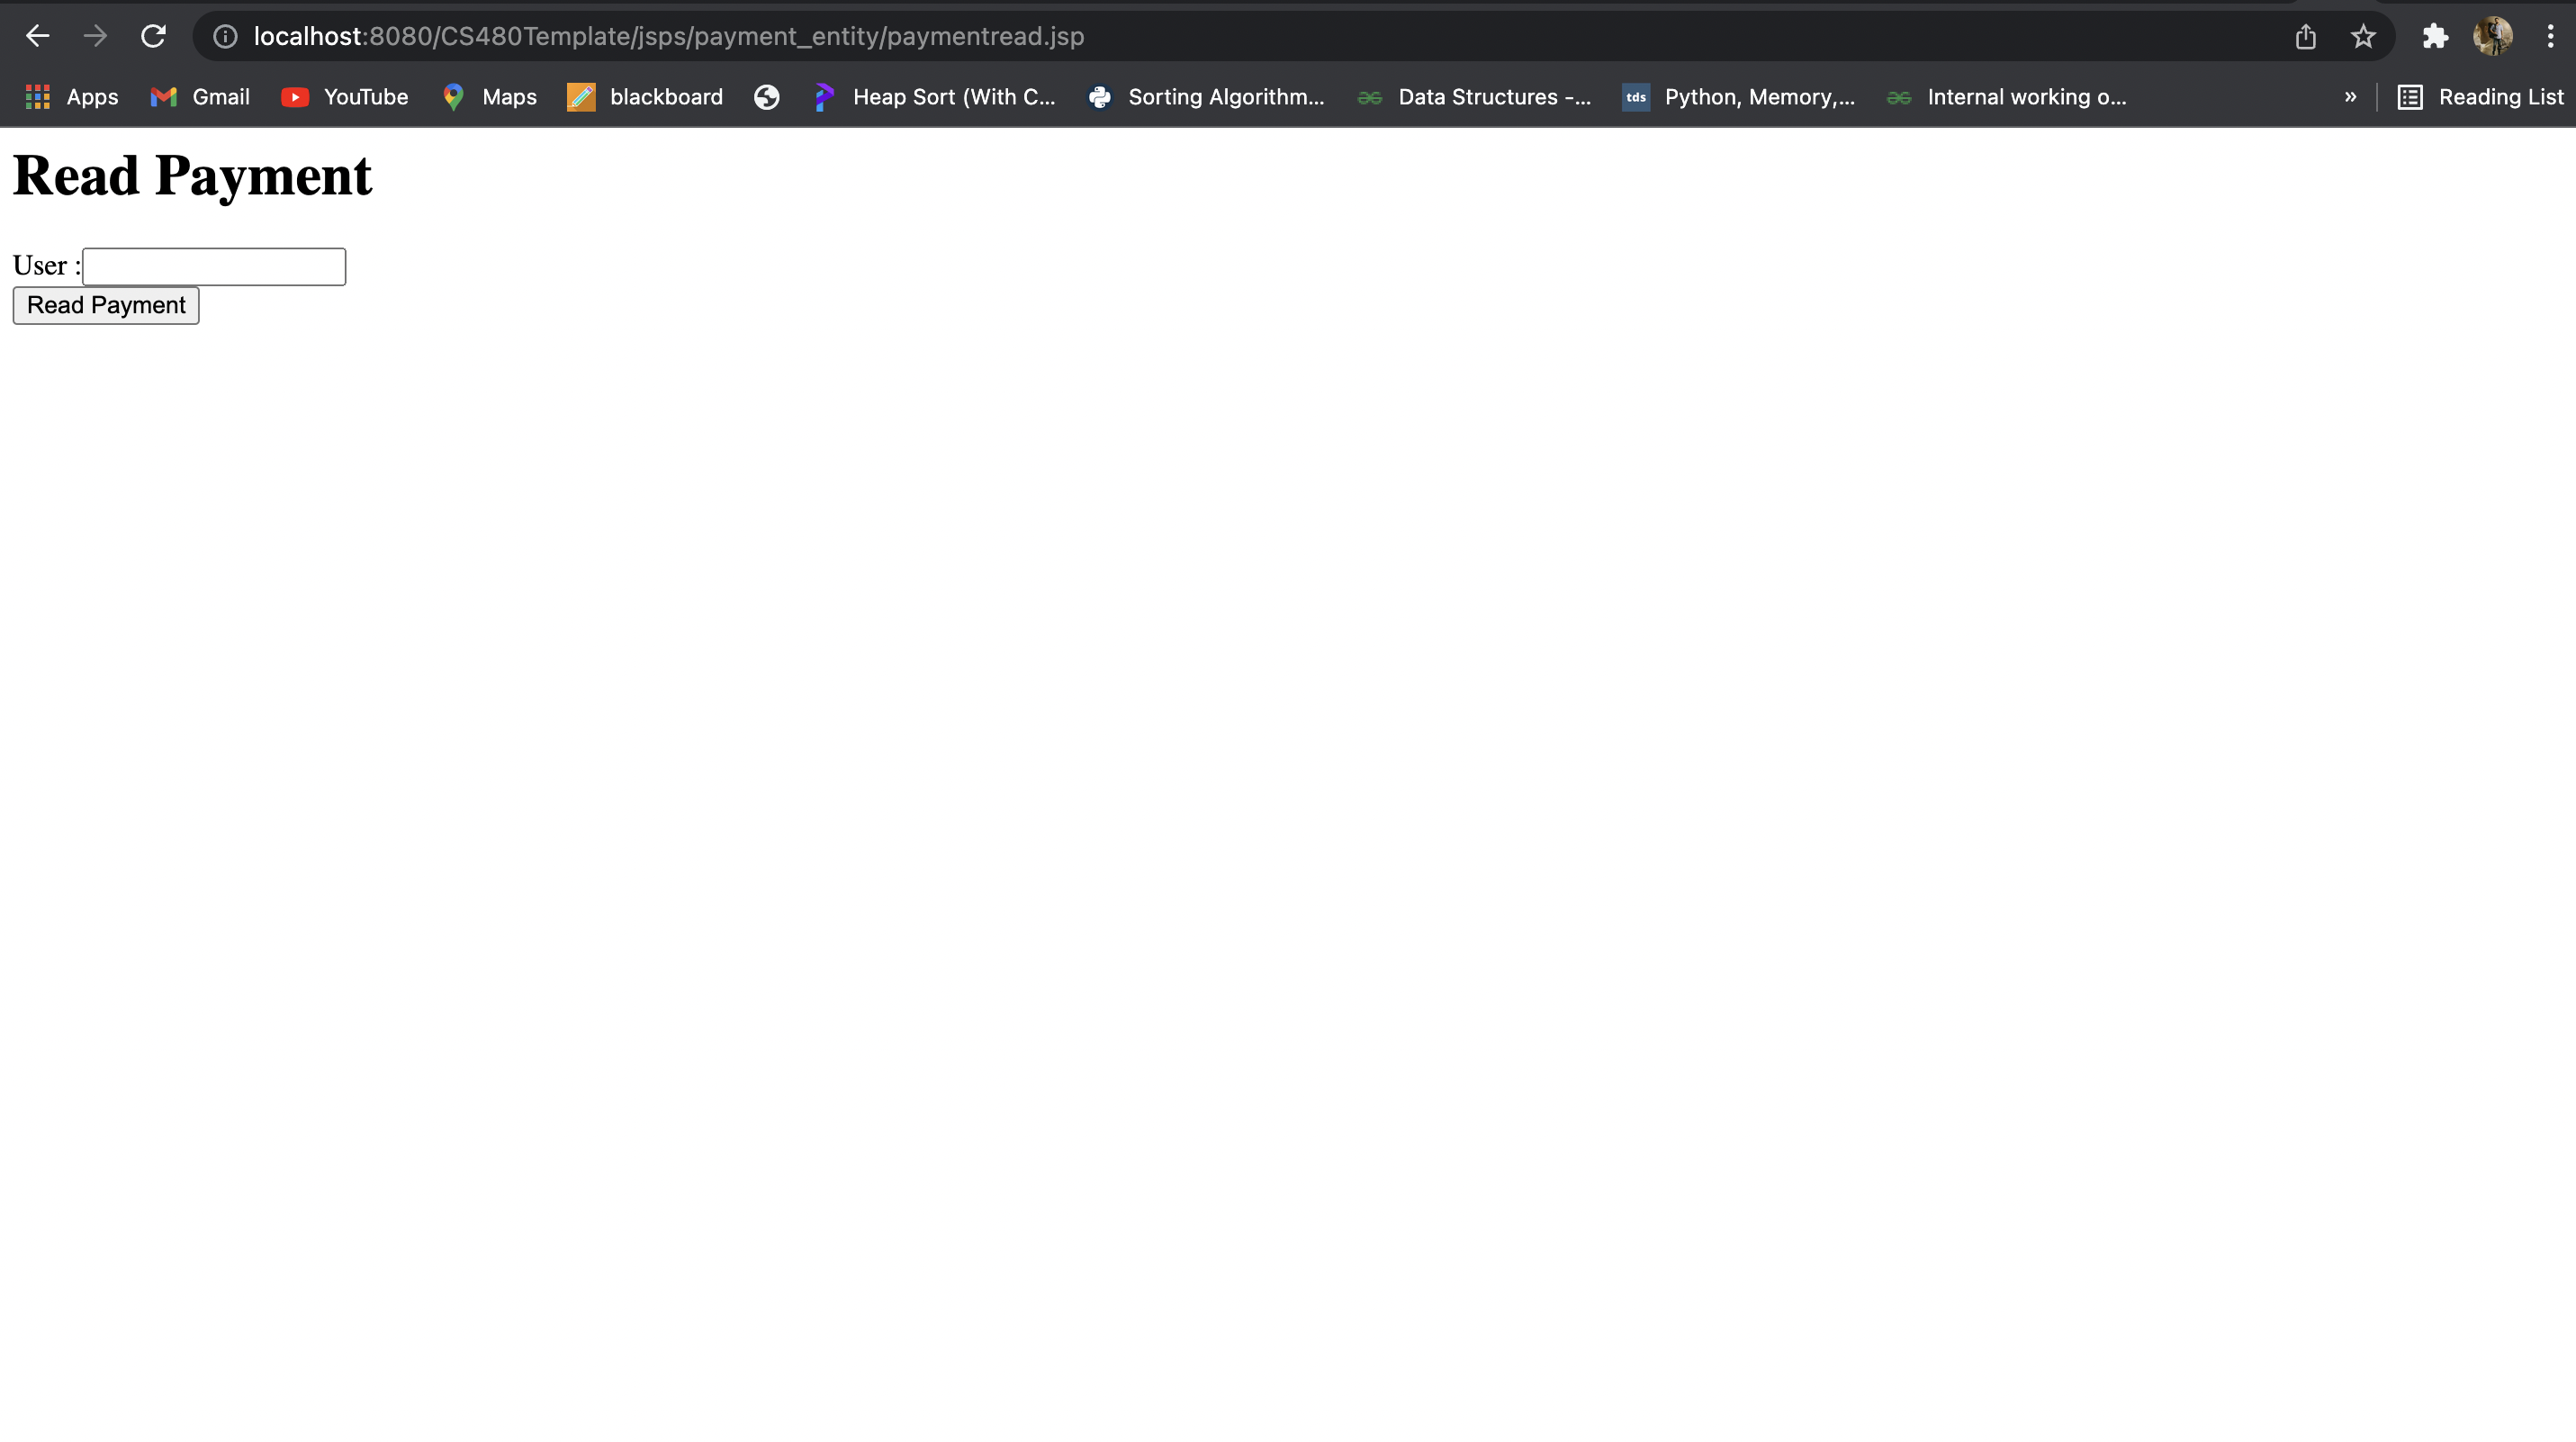 localhost:8080/CS480Template/jsps/payment_entity/paymentread.jsp
Apps Gmail YouTube Maps blackboard Heap Sort (With C... Sorting Algorithm... Data Structures -... tds Python, Memory,... Internal working o... » Reading List
Read Payment
User :
Read Payment